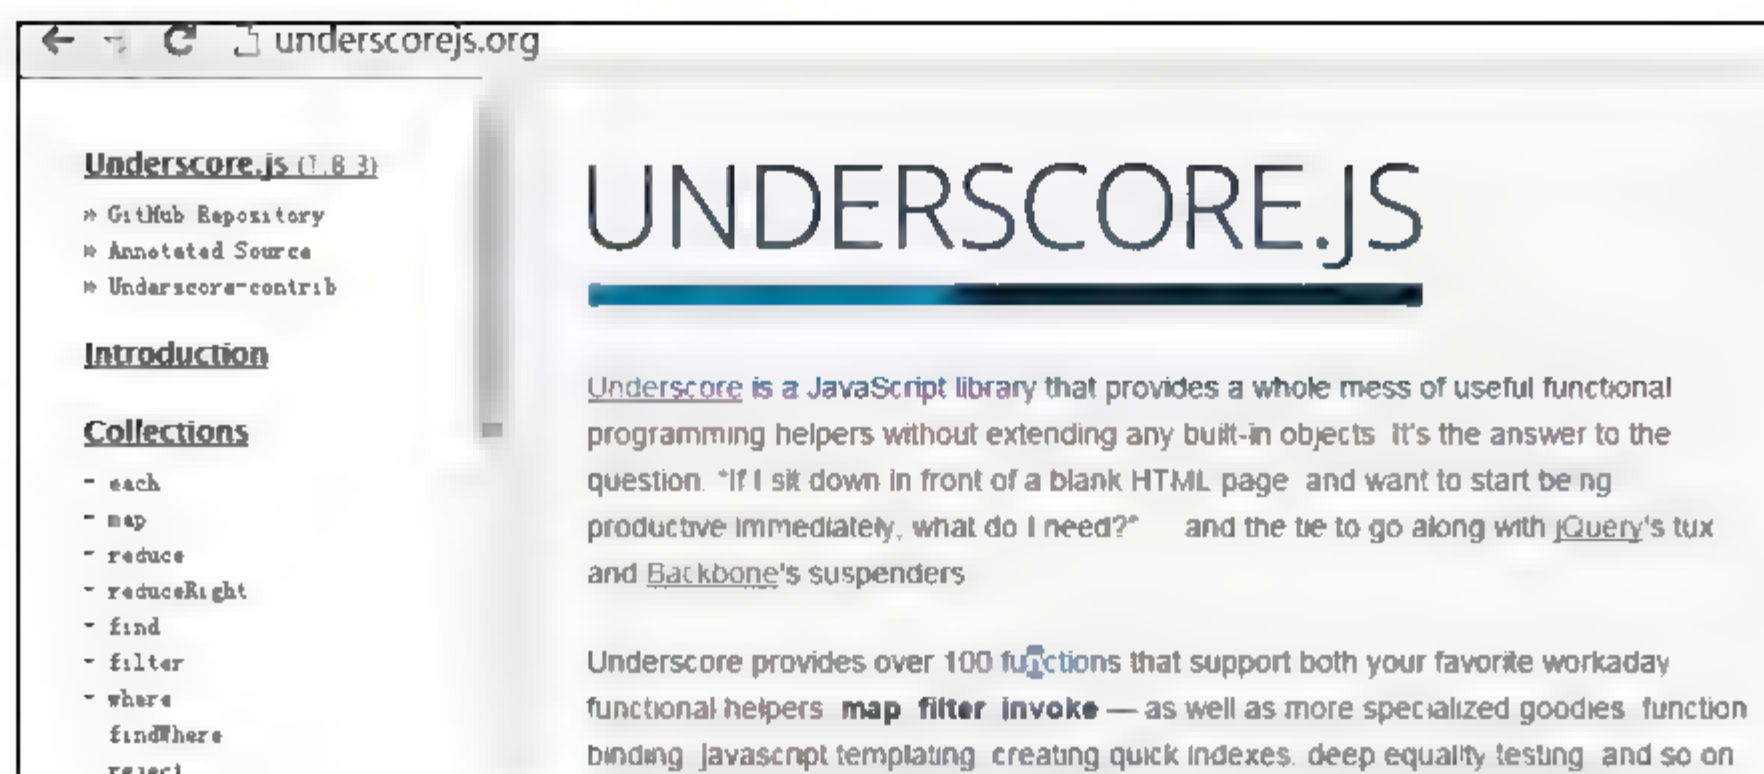 underscorejs.org
Underscore.js (1.8.3)
» GitHub Repository
» Annotated Source
» Underscore-contrib
Introduction
Collections
- each
- map
- reduce
- reduceRight
- find
- filter
- where
findWhere
reject
UNDERSCORE.JS
Underscore is a JavaScript library that provides a whole mess of useful functional
programming helpers without extending any built-in objects It's the answer to the
question. "If I sit down in front of a blank HTML page and want to start being
productive immediately, what do I need?" and the tie to go along with jQuery's tux
and Backbone's suspenders
Underscore provides over 100 functions that support both your favorite workaday
functional helpers map filter invoke — as well as more specialized goodies function
binding javascript templating creating quick indexes. deep equality testing and so on